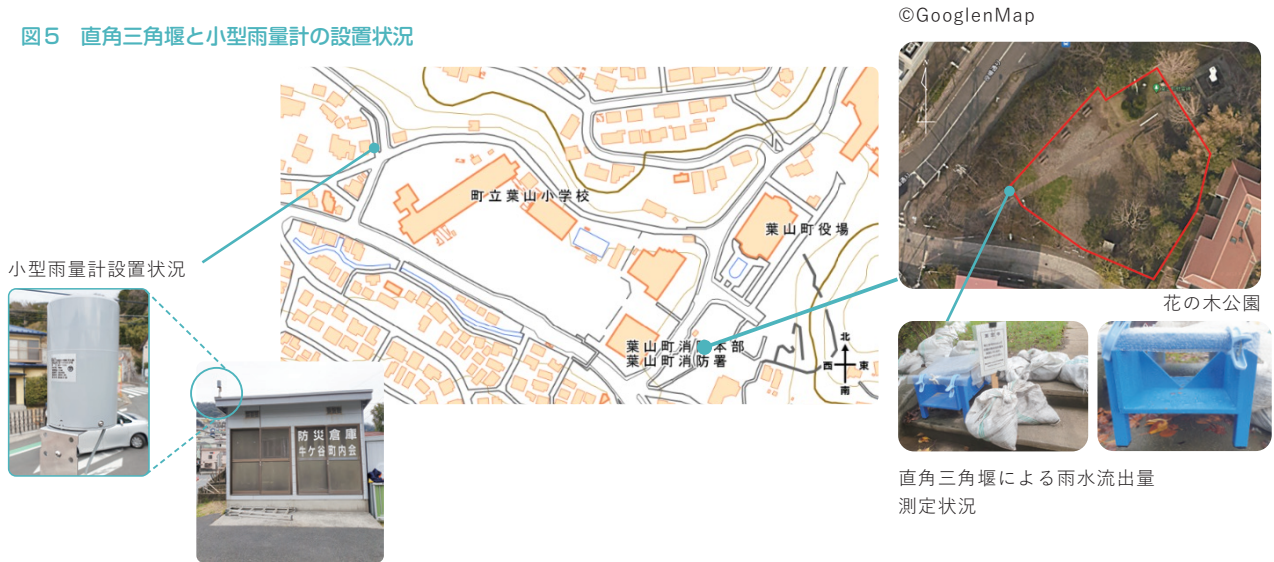 ©GooglenMap
図5 直角三角堰と小型雨量計の設置状況
町立葉山小学校
葉山町役場
小型雨量計設置状況
花の木公園
葉山町消防本部
葉山町消防署
北
西
東
南
防災倉庫
牛ケ谷町内会
直角三角堰による雨水流出量
測定状況